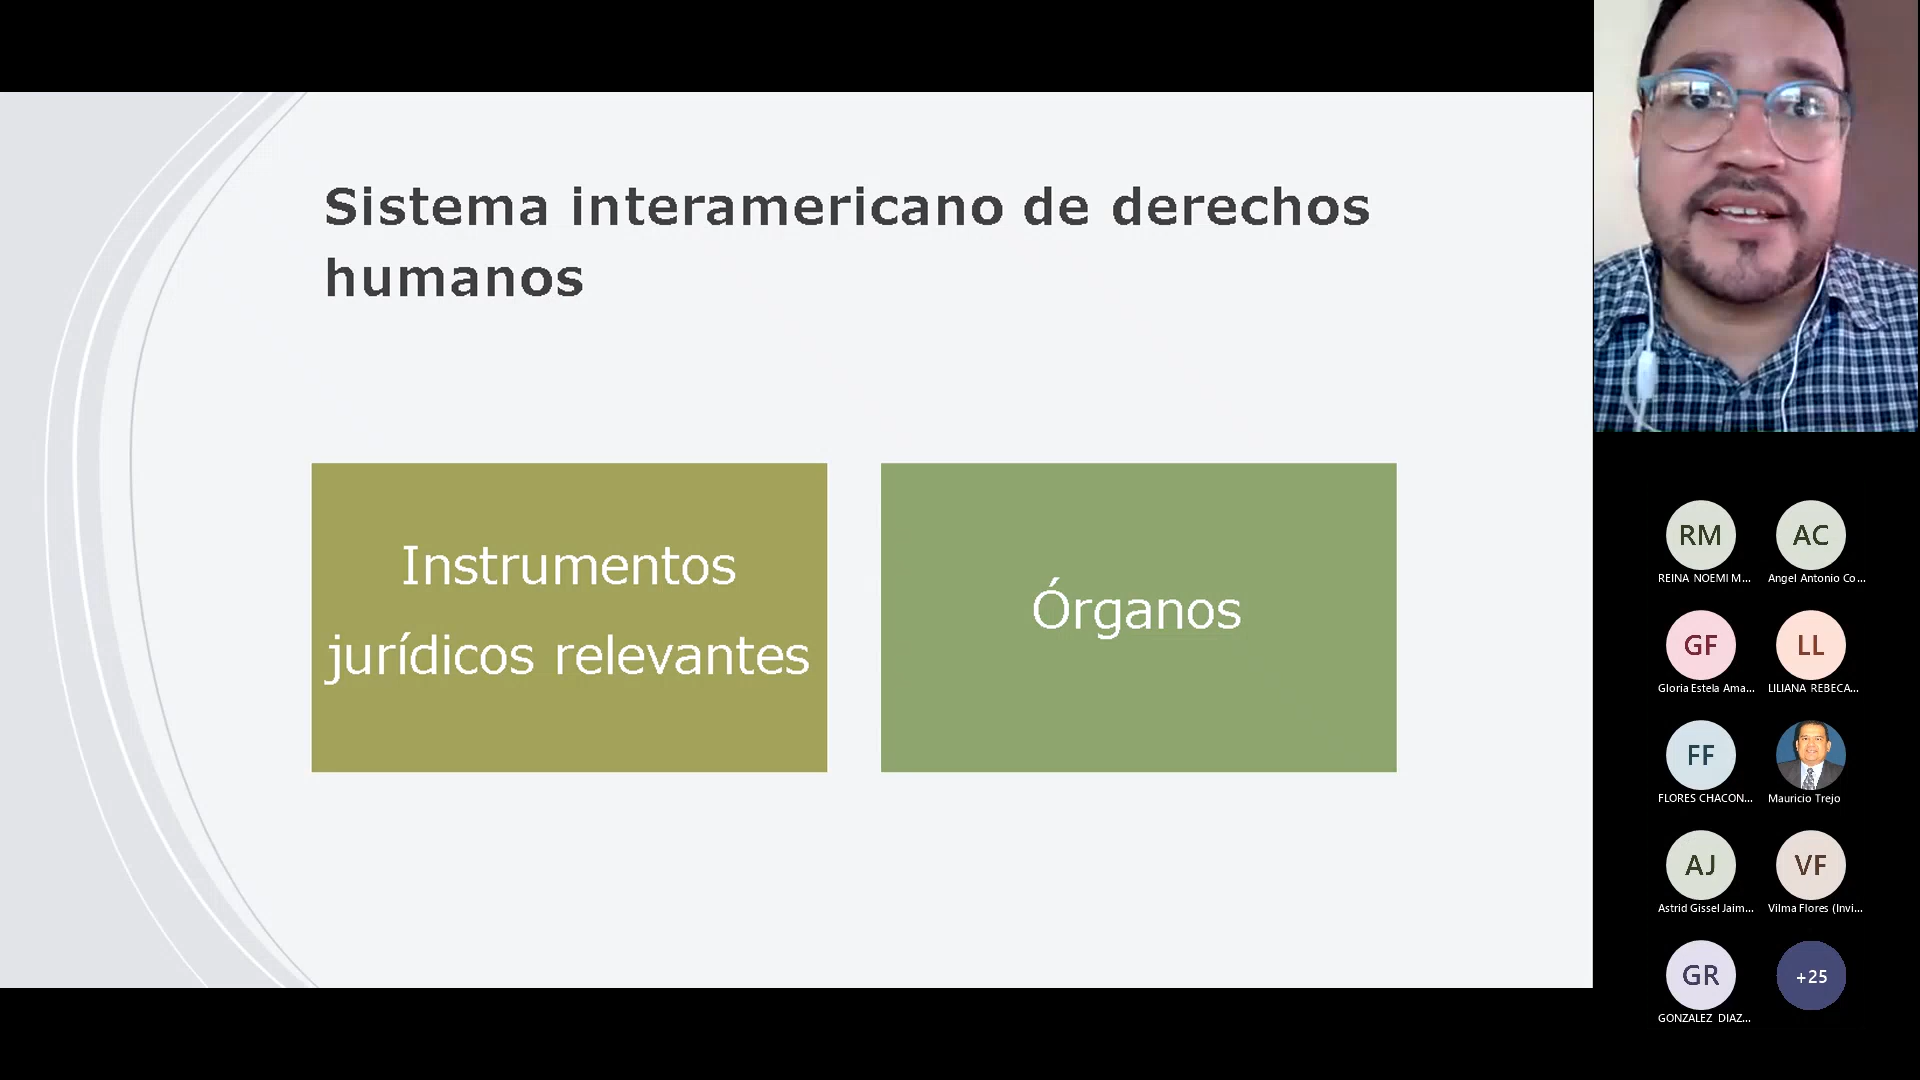 Sistema interamericano de derechos
humanos
Instrumentos
jurídicos relevantes
Órganos
RM
REINA NOEMI M...
AC
Angel Antonio Co...
GF
Gloria Estela Ama...
LL
LILIANA REBECA...
FF
FLORES CHACON...
Mauricio Trejo
AJ
Astrid Gissel Jaim...
VF
Vilma Flores (Invi...
GR
GONZALEZ DIAZ...
+25